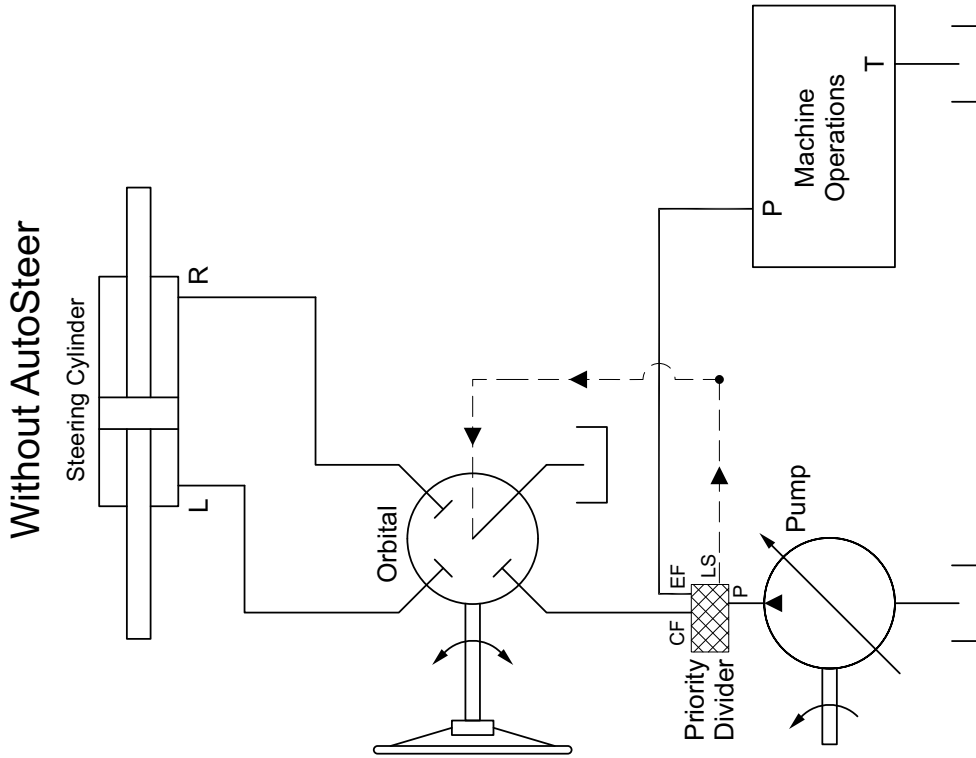 Without AutoSteer
Steering Cylinder
L
R
Orbital
CF
EF
LS
P
Priority
Divider
Pump
P
Machine
Operations
T